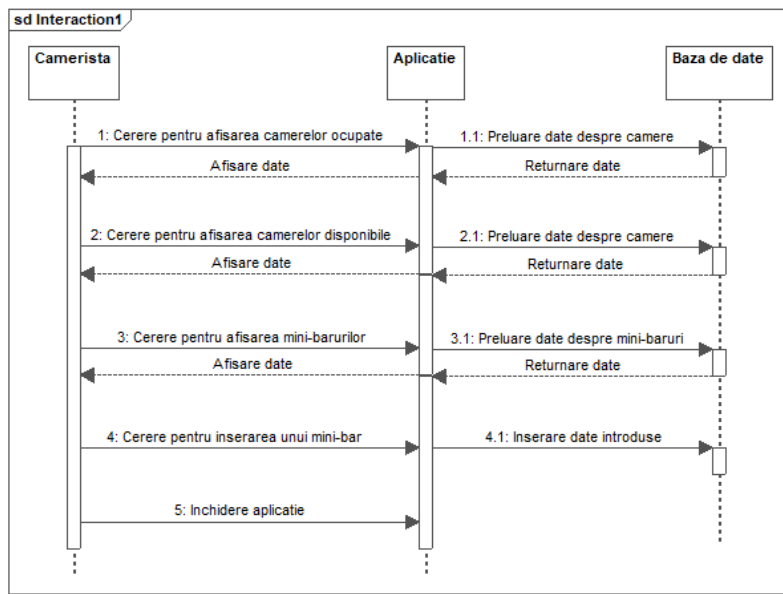 sd Interaction1
Camerista
Aplicatie
Baza de date
1: Cerere pentru afisarea camerelor ocupate
1.1: Preluare date despre camere
Afisare date
Returnare date
2: Cerere pentru afisarea camerelor disponibile
2.1: Preluare date despre camere
Afisare date
Returnare date
3: Cerere pentru afisarea mini-barurilor
3.1: Preluare date despre mini-baruri
Afisare date
Returnare date
4: Cerere pentru inserarea unui mini-bar
4.1: Inserare date introduse
5: Inchidere aplicatie